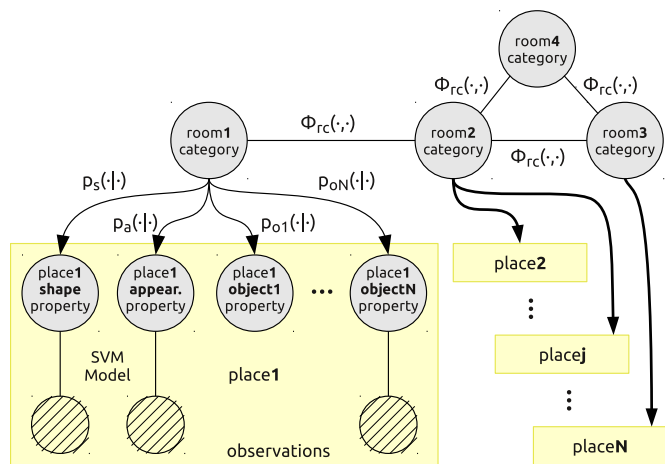 room4
category
Φrc(·,·)
Φrc(·,·)
room1
category
Φrc(·,·)
room2
category
Φrc(·,·)
room3
category
ps(·|·)
pa(·|·)
po1(·|·)
poN(·|·)
place1
shape
property
place1
appear.
property
place1
object1
property
...
place1
objectN
property
place2
...
SVM
Model
place1
placej
...
observations
placeN